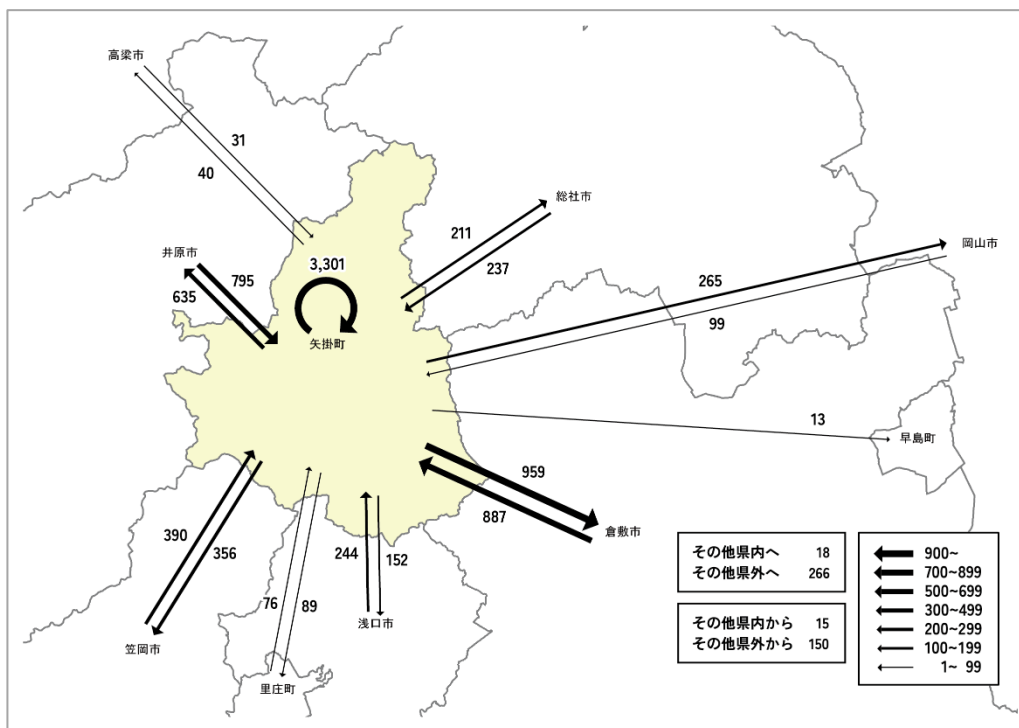 高梁市
31
40
総社市
211
237
井原市
795
635
3,301
矢掛町
岡山市
265
99
13
早島町
959
887
倉敷市
390
356
244
152
76
89
浅口市
笠岡市
里庄町
その他県内へ 18
その他県外へ 266
その他県内から 15
その他県外から 150
900~
700~899
500~699
300~499
200~299
100~199
1~ 99